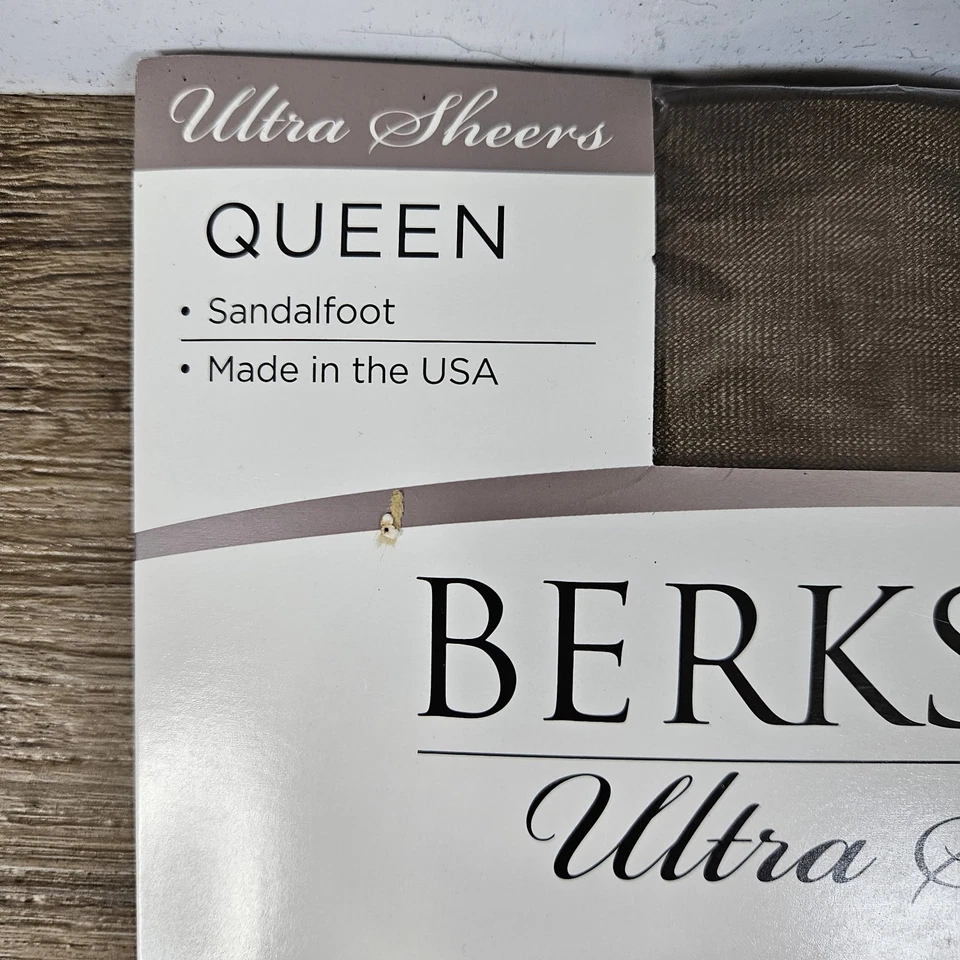 Ultra Sheers
QUEEN
• Sandalfoot
• Made in the USA
BERKS
Ultra S